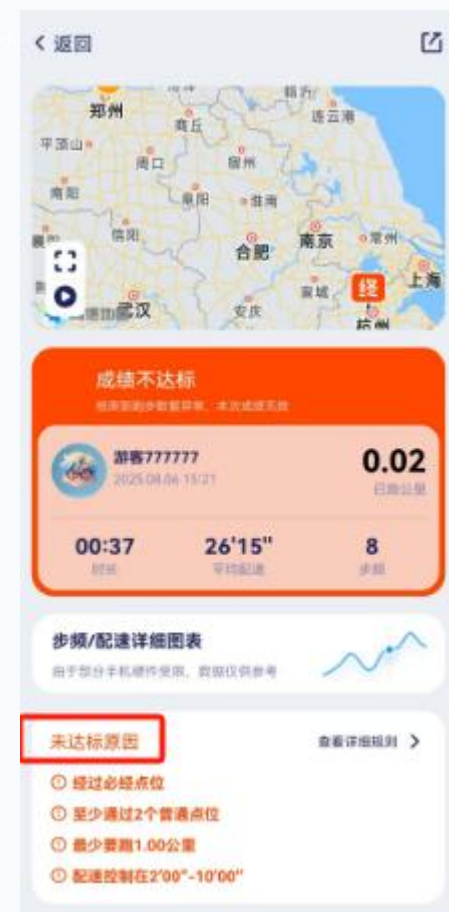 返回
郑州
商丘
连云港
平顶山
周口
宿州
南阳
阜阳
淮南
信阳
合肥
南京
常州
上海
宣城
终
武汉
安庆
杭州
成绩不达标
游客777777
2025.08.06 15:21
0.02
已跑公里
00:37
26'15"
8
时长
平均配速
步频
步频/配速详细图表
由于部分手机硬件受限，数据仅供参考
未达标原因
查看详细规则
经过必经点位
至少通过2个普通点位
最少要跑1.00公里
配速控制在2'00"-10'00"